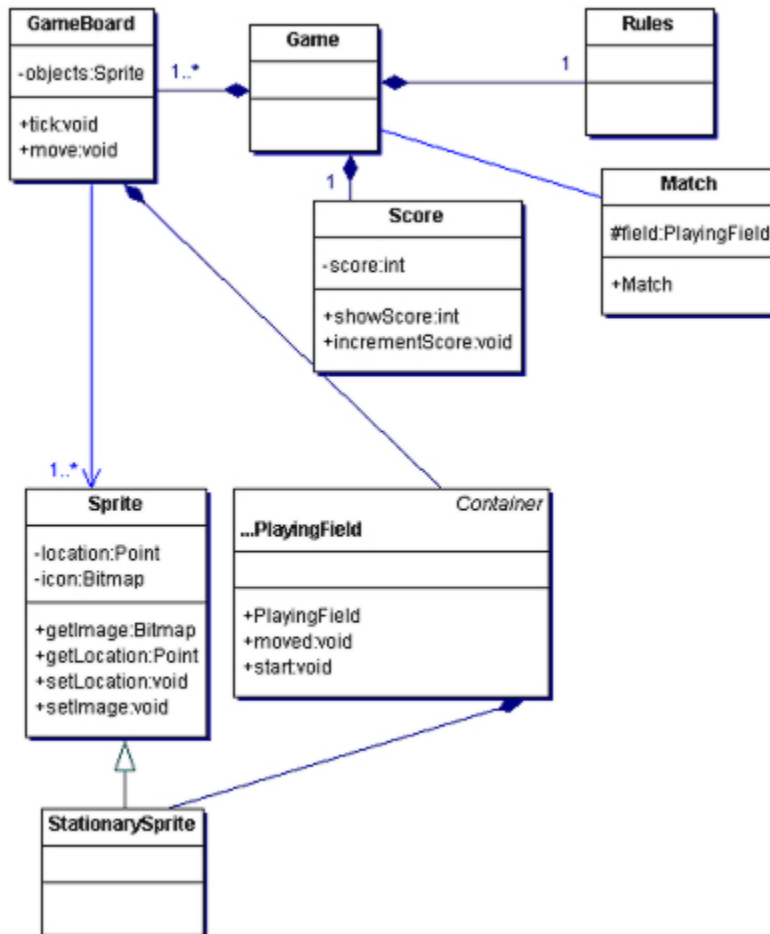 GameBoard
-objects:Sprite
+tick:void
+move:void
1..*
Game
1
Rules
1
Score
-score:int
+showScore:int
+incrementScore:void
Match
#field:PlayingField
+Match
1..*
Sprite
-location:Point
-icon:Bitmap
+getImage:Bitmap
+getLocation:Point
+setLocation:void
+setImage:void
Container
...PlayingField
+PlayingField
+moved:void
+start:void
StationarySprite